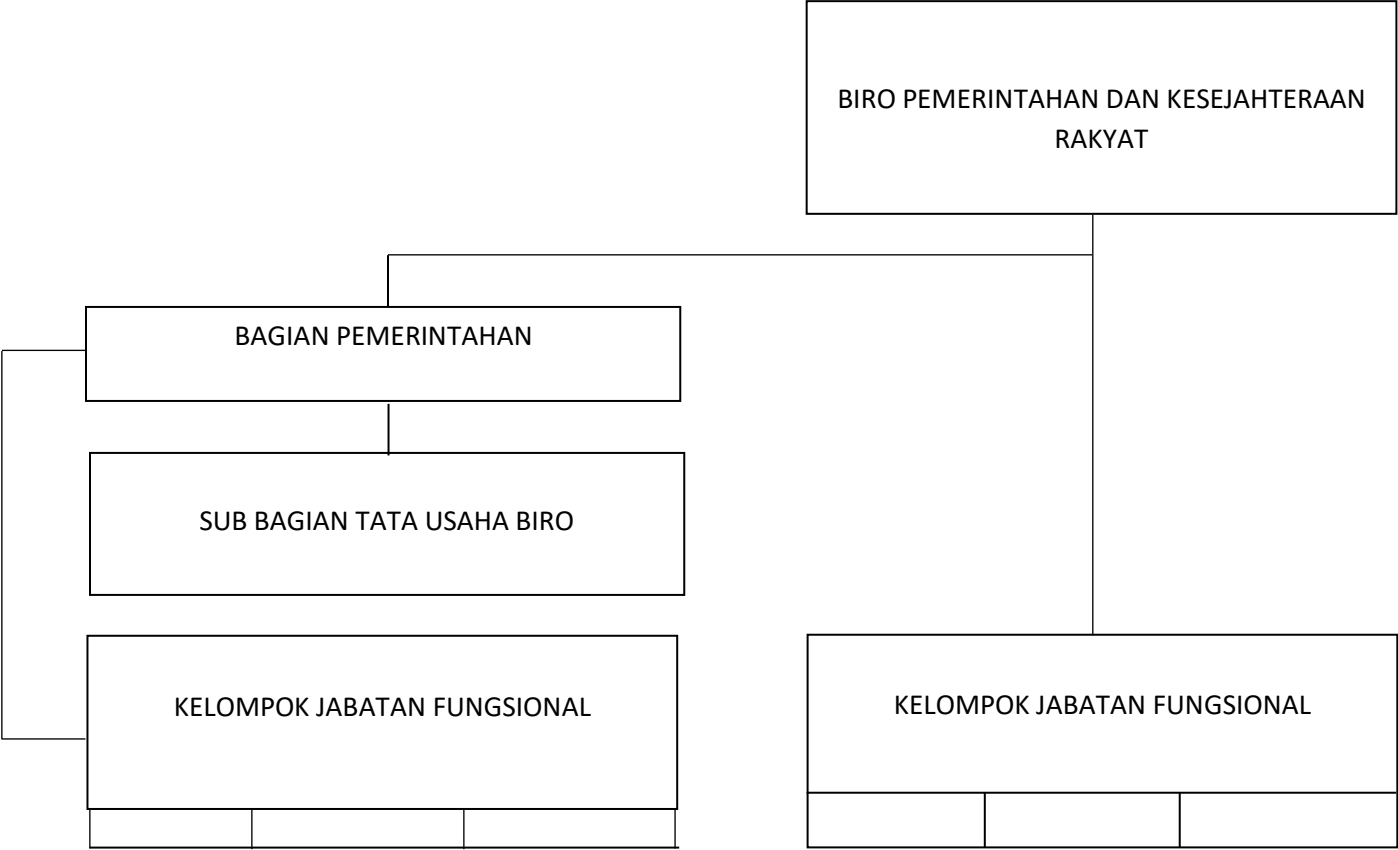 BIRO PEMERINTAHAN DAN KESEJAHTERAAN
RAKYAT
BAGIAN PEMERINTAHAN
SUB BAGIAN TATA USAHA BIRO
KELOMPOK JABATAN FUNGSIONAL
KELOMPOK JABATAN FUNGSIONAL